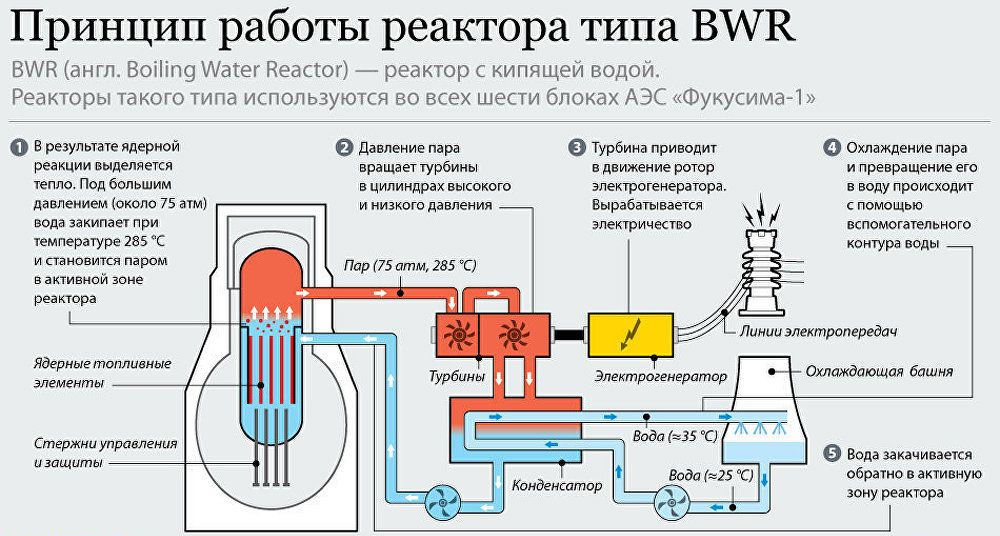 Принцип работы реактора типа BWR
BWR (англ. Boiling Water Reactor) — реактор с кипящей водой.
Реакторы такого типа используются во всех шести блоках АЭС «Фукусима-1»
1 В результате ядерной
реакции выделяется
тепло. Под большим
давлением (около 75 атм)
вода закипает при
температуре 285 °C
и становится паром
в активной зоне
реактора
2 Давление пара
вращает турбины
в цилиндрах высокого
и низкого давления
3 Турбина приводит
в движение ротор
электрогенератора.
Вырабатывается
электричество
4 Охлаждение пара
и превращение его
в воду происходит
с помощью
вспомогательного
контура воды
Пар (75 атм, 285 °C)
Линии электропередач
Ядерные топливные
элементы
Турбины
Электрогенератор
Охлаждающая башня
Стержни управления
и защиты
Вода (≈35 °C)
Конденсатор
Вода (≈25 °C)
5 Вода закачивается
обратно в активную
зону реактора